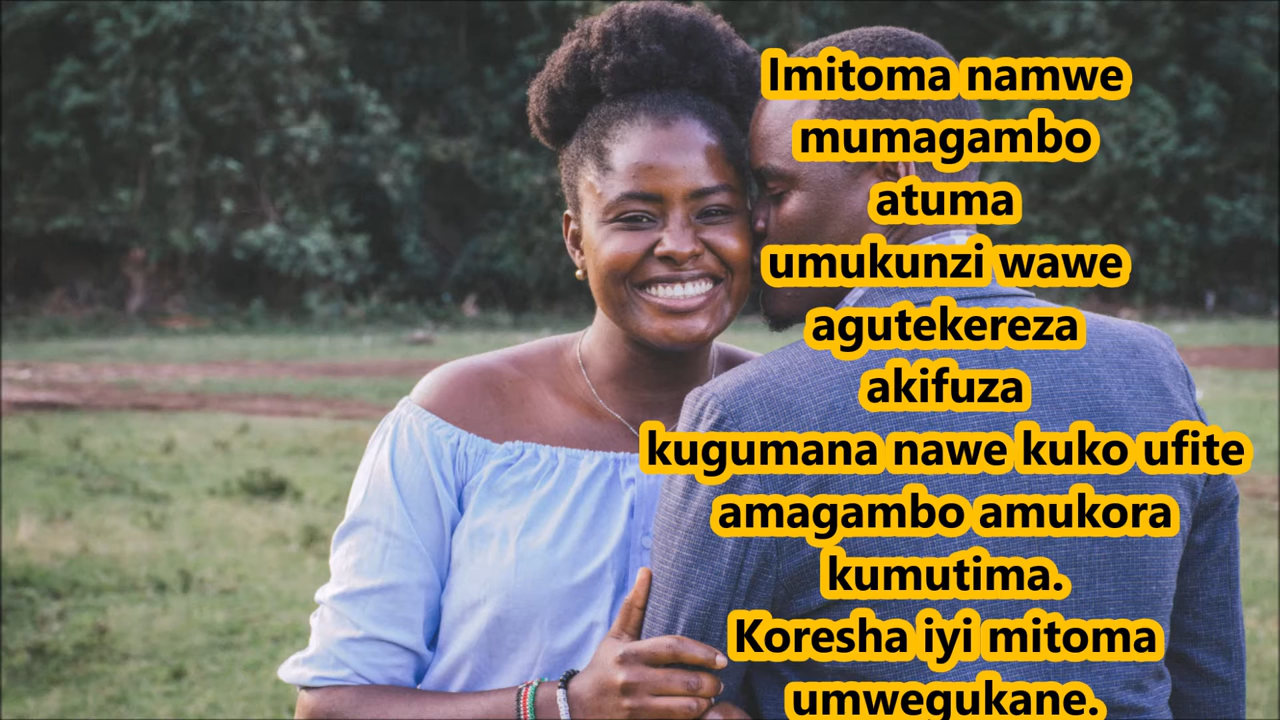 Imitoma namwe
mumagambo
atuma
umukunzi wawe
agutekereza
akifuza
kugumana nawe kuko ufite
amagambo amukora
kumutima.
Koresha iyi mitoma
umwegukane.